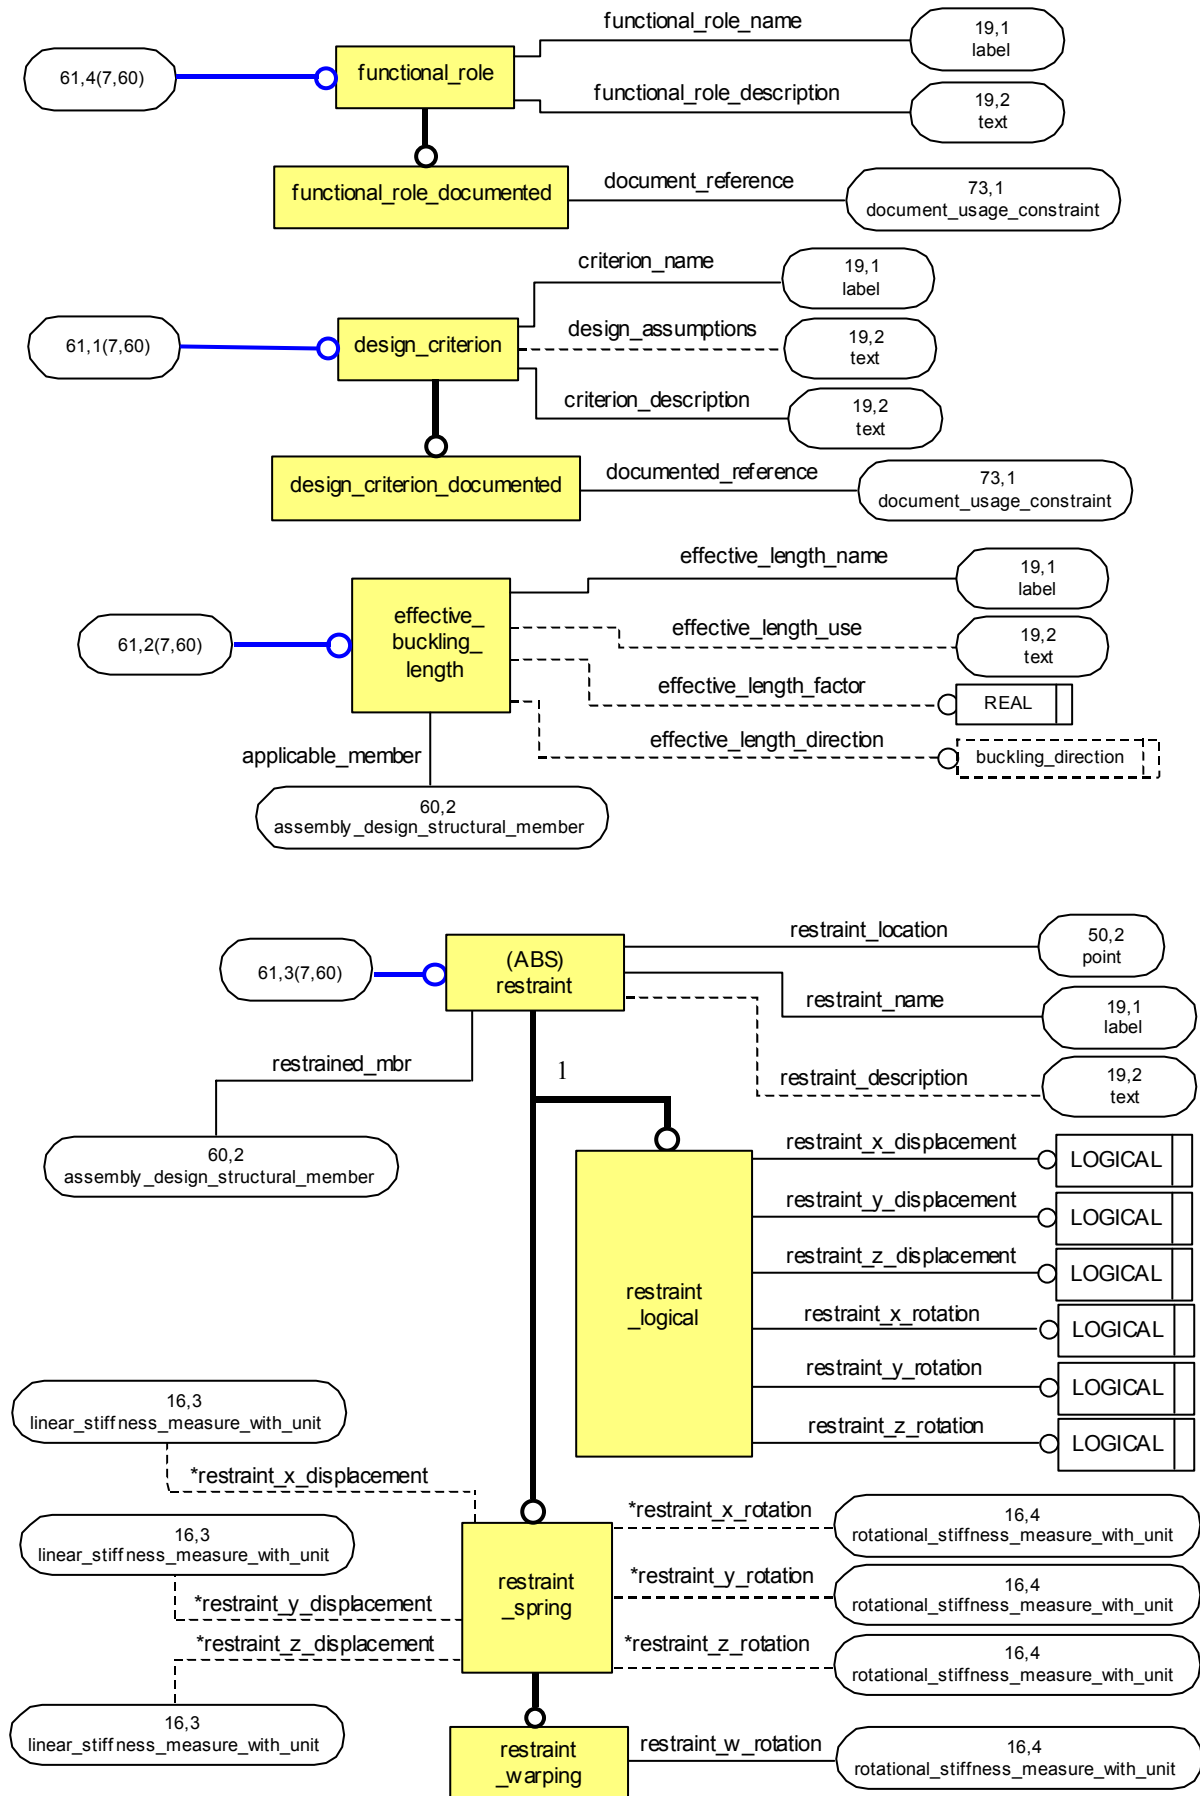 functional_role_name
19,1
label
61,4(7,60)
functional_role
functional_role_description
19,2
text
functional_role_documented
document_reference
73,1
document_usage_constraint
criterion_name
19,1
label
61,1(7,60)
design_criterion
design_assumptions
19,2
text
criterion_description
19,2
text
design_criterion_documented
documented_reference
73,1
document_usage_constraint
effective_length_name
19,1
label
61,2(7,60)
effective_
buckling_
length
effective_length_use
19,2
text
effective_length_factor
REAL
effective_length_direction
buckling_direction
applicable_member
60,2
assembly_design_structural_member
restraint_location
50,2
point
61,3(7,60)
(ABS)
restraint
restraint_name
19,1
label
restrained_mbr
1
restraint_description
19,2
text
60,2
assembly_design_structural_member
restraint_x_displacement
LOGICAL
restraint_y_displacement
LOGICAL
restraint_z_displacement
LOGICAL
restraint
_logical
restraint_x_rotation
LOGICAL
restraint_y_rotation
LOGICAL
restraint_z_rotation
LOGICAL
16,3
linear_stiffness_measure_with_unit
*restraint_x_displacement
*restraint_x_rotation
16,4
rotational_stiffness_measure_with_unit
16,3
linear_stiffness_measure_with_unit
restraint
_spring
*restraint_y_rotation
16,4
rotational_stiffness_measure_with_unit
*restraint_y_displacement
*restraint_z_displacement
*restraint_z_rotation
16,4
rotational_stiffness_measure_with_unit
16,3
linear_stiffness_measure_with_unit
restraint
_warping
restraint_w_rotation
16,4
rotational_stiffness_measure_with_unit